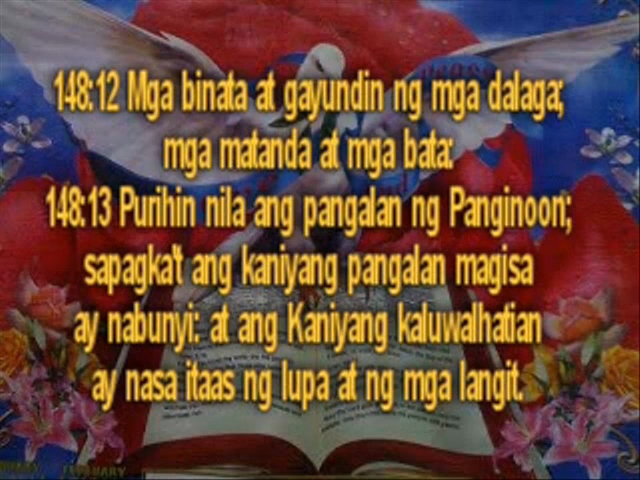 148:12 Mga binata at gayundin ng mga dalaga;
mga matanda at mga bata:
148:13 Purihin nila ang pangalan ng Panginoon;
sapagka't ang kaniyang pangalan magisa
ay nabunyi: at ang Kaniyang kaluwalhatian
ay nasa itaas ng lupa at ng mga langit.